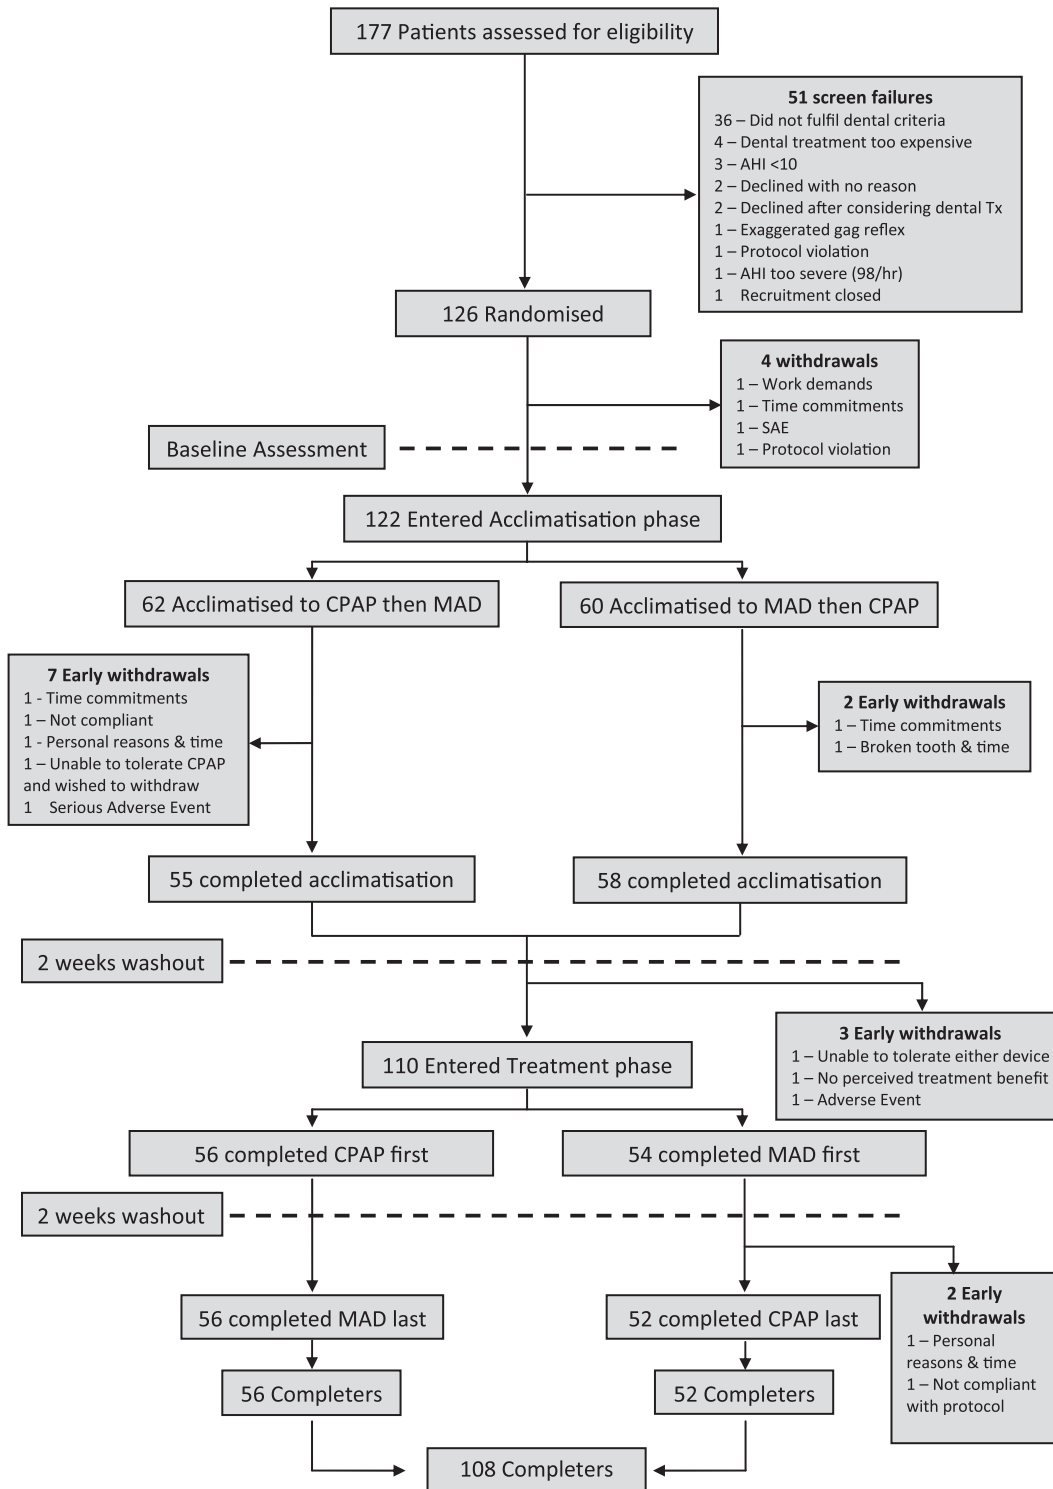 177 Patients assessed for eligibility
51 screen failures
36 – Did not fulfil dental criteria
4 – Dental treatment too expensive
3 – AHI <10
2 – Declined with no reason
2 – Declined after considering dental Tx
1 – Exaggerated gag reflex
1 – Protocol violation
1 – AHI too severe (98/hr)
1 Recruitment closed
126 Randomised
4 withdrawals
1 – Work demands
1 – Time commitments
1 – SAE
1 – Protocol violation
Baseline Assessment
122 Entered Acclimatisation phase
62 Acclimatised to CPAP then MAD
60 Acclimatised to MAD then CPAP
7 Early withdrawals
1 - Time commitments
1 – Not compliant
1 - Personal reasons & time
1 – Unable to tolerate CPAP
and wished to withdraw
1 Serious Adverse Event
2 Early withdrawals
1 – Time commitments
1 – Broken tooth & time
55 completed acclimatisation
58 completed acclimatisation
2 weeks washout
3 Early withdrawals
1 – Unable to tolerate either device
1 – No perceived treatment benefit
1 – Adverse Event
110 Entered Treatment phase
56 completed CPAP first
54 completed MAD first
2 weeks washout
2 Early
withdrawals
1 – Personal
reasons & time
1 – Not compliant
with protocol
56 completed MAD last
52 completed CPAP last
56 Completers
52 Completers
108 Completers